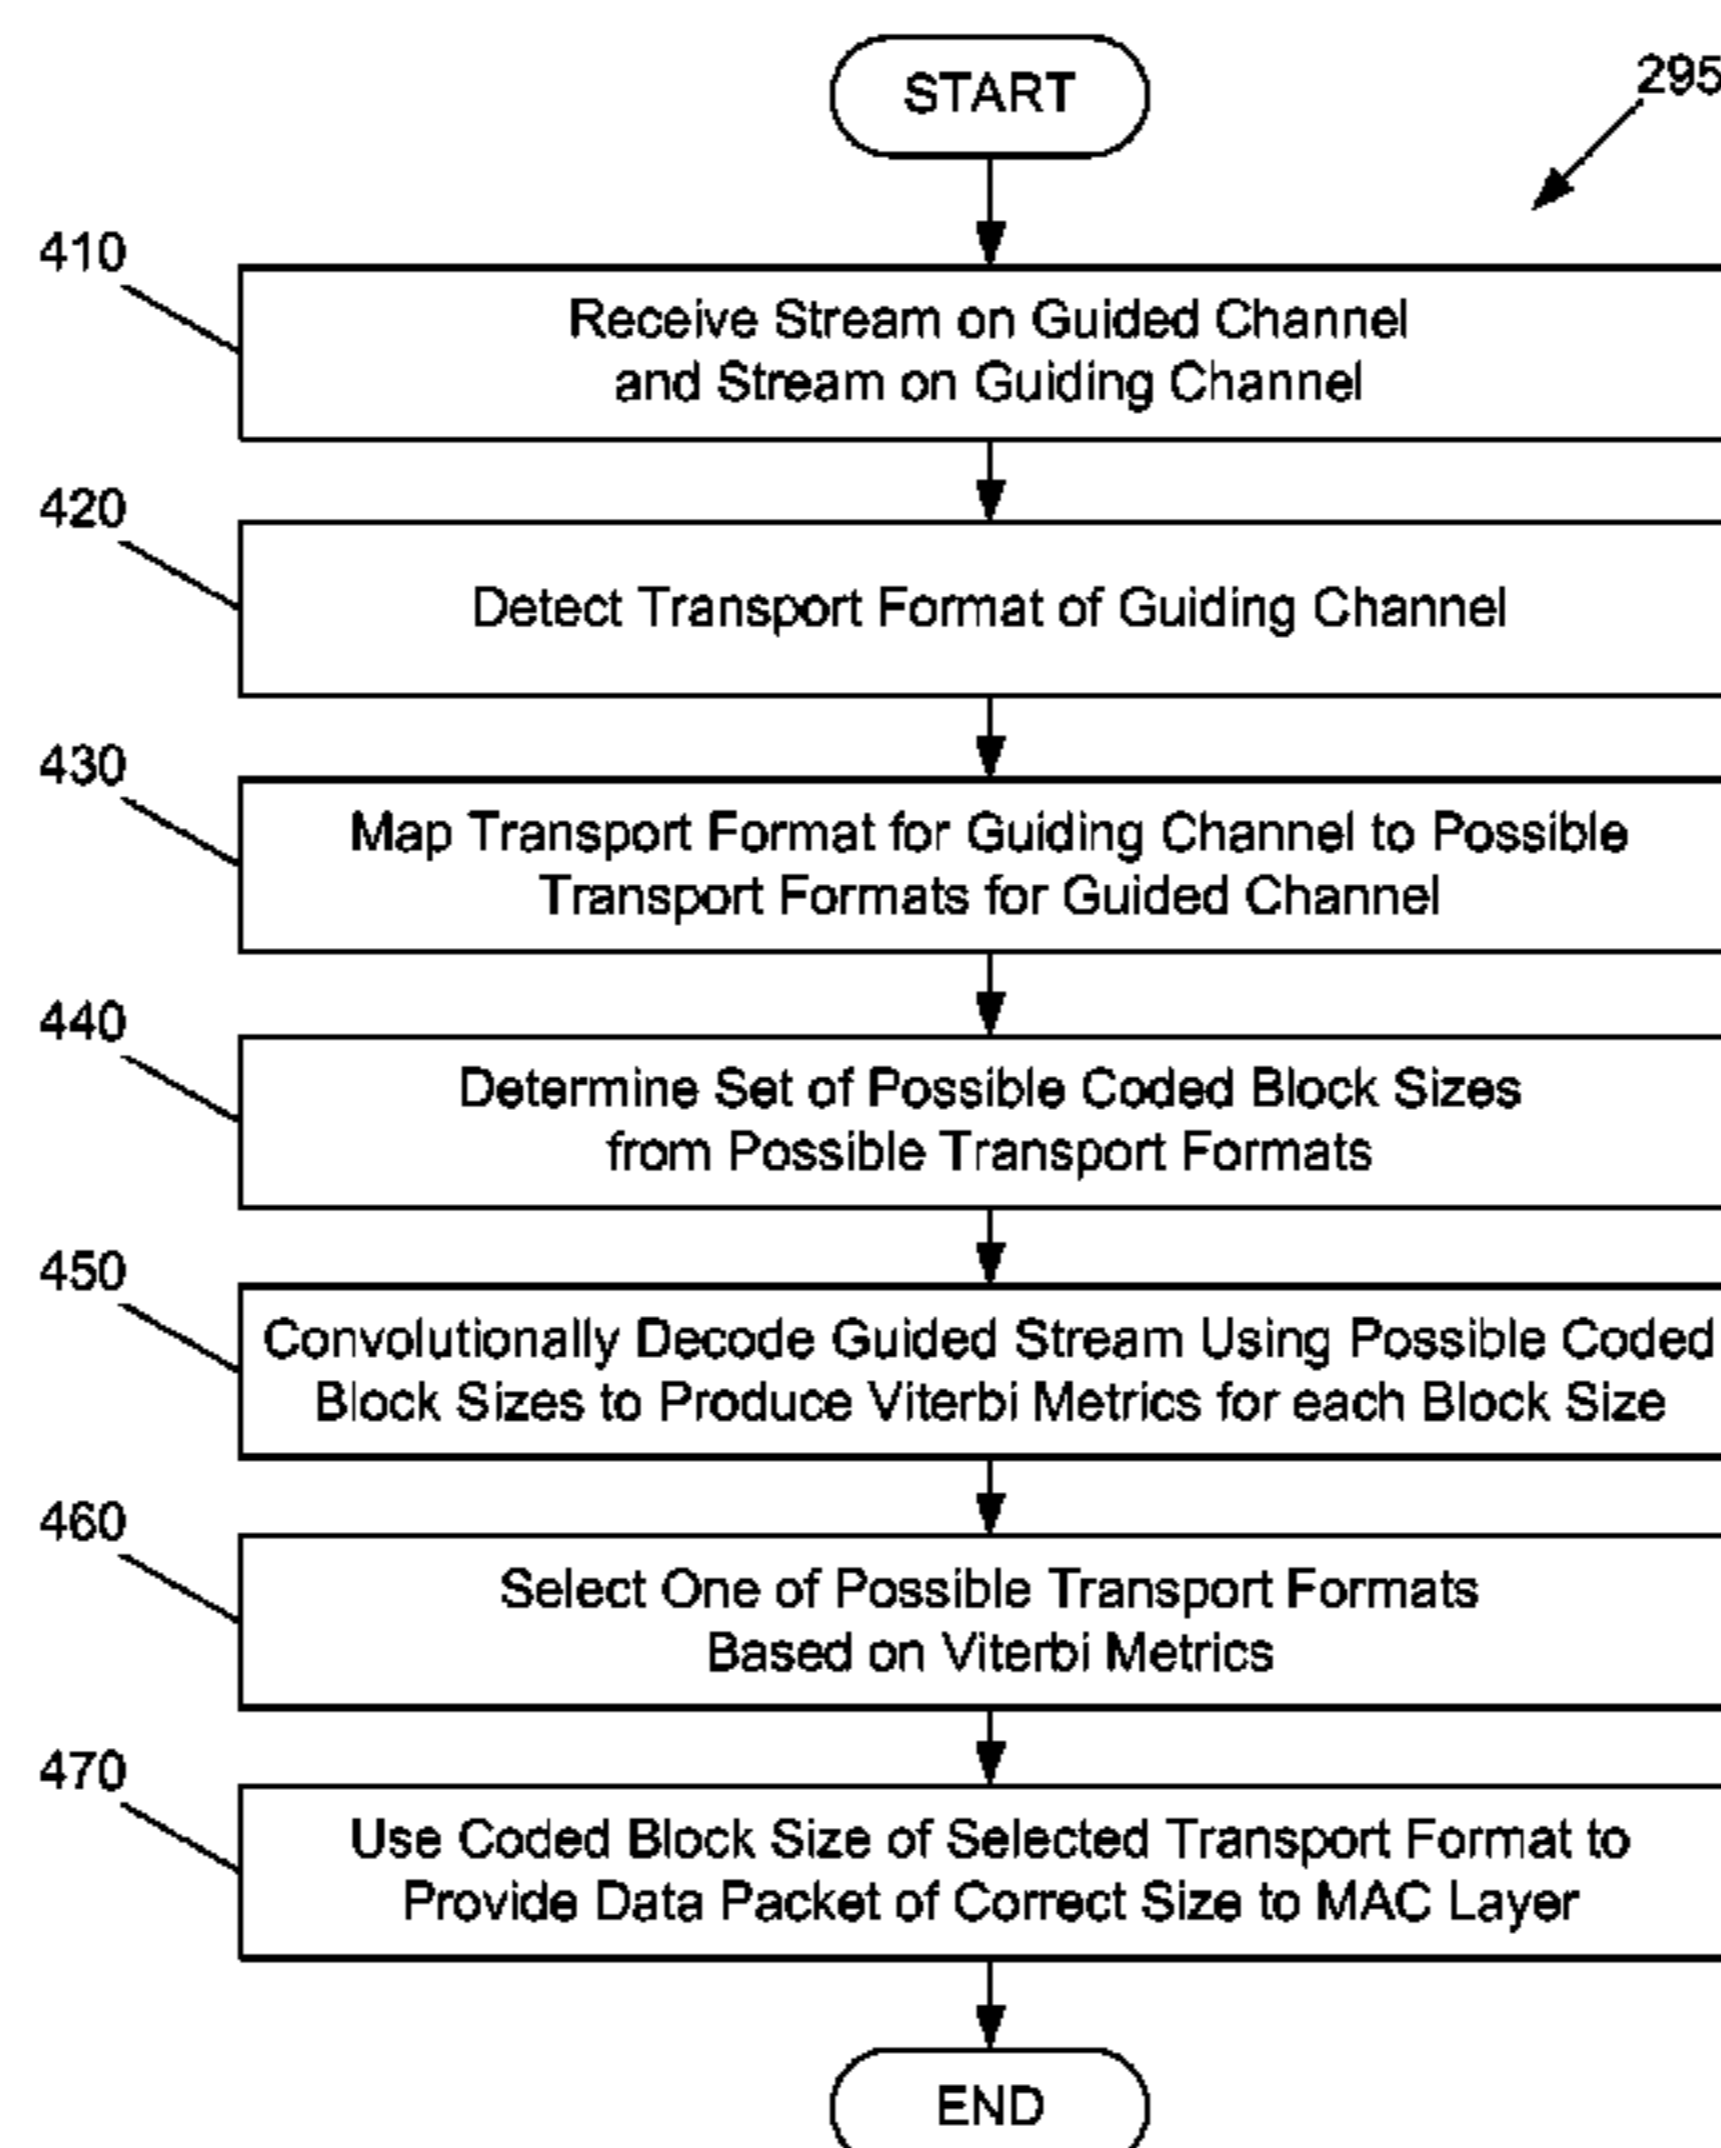 START
295
410
Receive Stream on Guided Channel
and Stream on Guiding Channel
420
Detect Transport Format of Guiding Channel
430
Map Transport Format for Guiding Channel to Possible
Transport Formats for Guided Channel
440
Determine Set of Possible Coded Block Sizes
from Possible Transport Formats
450
Convolutionally Decode Guided Stream Using Possible Coded
Block Sizes to Produce Viterbi Metrics for each Block Size
460
Select One of Possible Transport Formats
Based on Viterbi Metrics
470
Use Coded Block Size of Selected Transport Format to
Provide Data Packet of Correct Size to MAC Layer
END